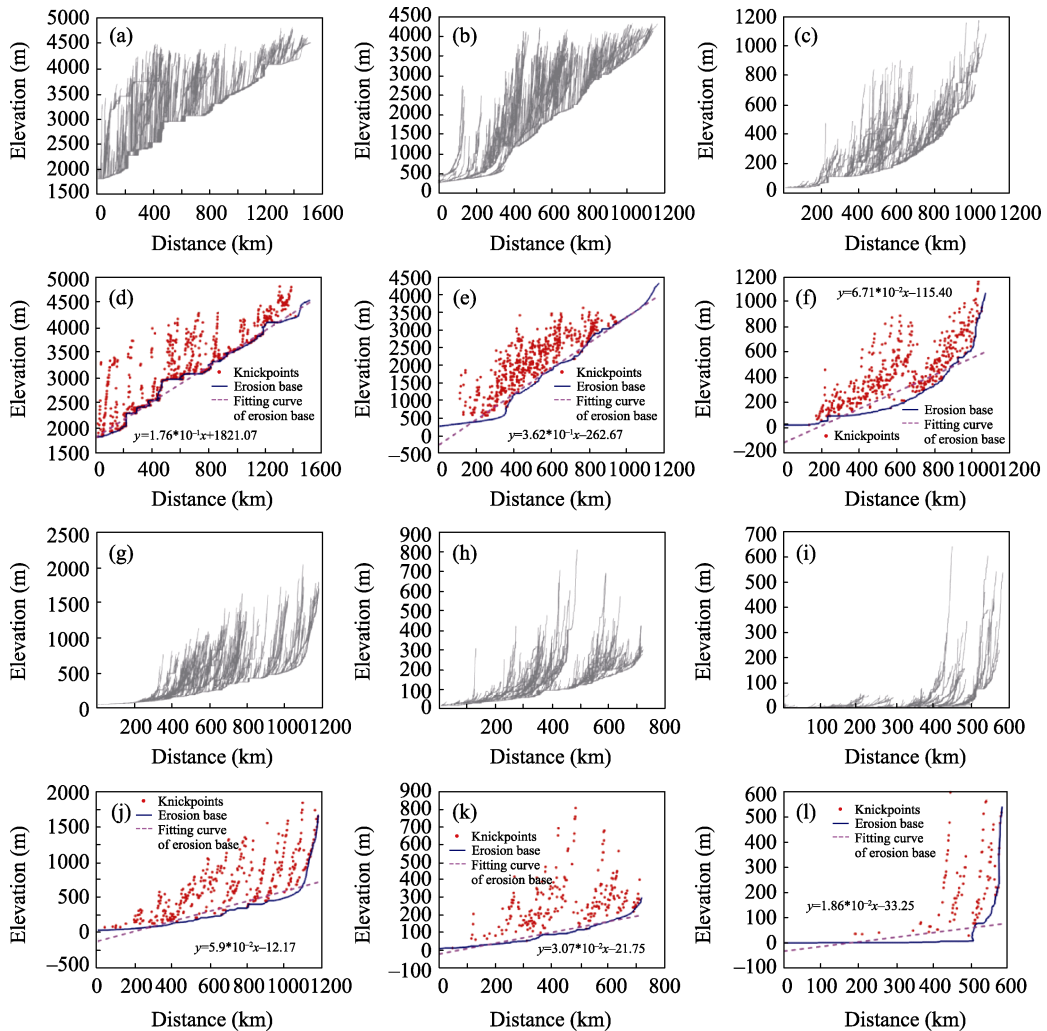 (a)
Elevation (m)
5000
4500
4000
3500
3000
2500
2000
1500
0
400
800
1200
1600
Distance (km)
(b)
Elevation (m)
4500
4000
3500
3000
2500
2000
1500
1000
500
0
0
200
400
600
800
1000
1200
Distance (km)
(c)
Elevation (m)
1200
1000
800
600
400
200
0
200
400
600
800
1000
1200
Distance (km)
(d)
Elevation (m)
5000
4500
4000
3500
3000
2500
2000
1500
Knickpoints
Erosion base
Fitting curve
of erosion base
y=1.76*10⁻¹x+1821.07
0
400
800
1200
1600
Distance (km)
(e)
Elevation (m)
4500
4000
3500
3000
2500
2000
1500
1000
500
0
–500
Knickpoints
Erosion base
Fitting curve
of erosion base
y=3.62*10⁻¹x–262.67
0
200
400
600
800
1000
1200
Distance (km)
(f)
y=6.71*10⁻²x–115.40
Elevation (m)
1200
1000
800
600
400
200
0
–200
Erosion base
Knickpoints
Fitting curve
of erosion base
0
200
400
600
800
1000
1200
Distance (km)
(g)
Elevation (m)
2500
2000
1500
1000
500
0
0
200
400
600
800
1000
1200
Distance (km)
(h)
Elevation (m)
900
800
700
600
500
400
300
200
100
0
0
200
400
600
800
Distance (km)
(i)
Elevation (m)
700
600
500
400
300
200
100
0
0
100
200
300
400
500
600
Distance (km)
(j)
Elevation (m)
2000
1500
1000
500
0
–500
Knickpoints
Erosion base
Fitting curve
of erosion base
y=5.9*10⁻²x–12.17
0
200
400
600
800
1000
1200
Distance (km)
(k)
Elevation (m)
900
800
700
600
500
400
300
200
100
0
–100
Knickpoints
Erosion base
Fitting curve
of erosion base
y=3.07*10⁻²x–21.75
0
200
400
600
800
Distance (km)
(l)
Elevation (m)
600
500
400
300
200
100
0
–100
Knickpoints
Erosion base
Fitting curve
of erosion base
y=1.86*10⁻²x–33.25
0
100
200
300
400
500
600
Distance (km)